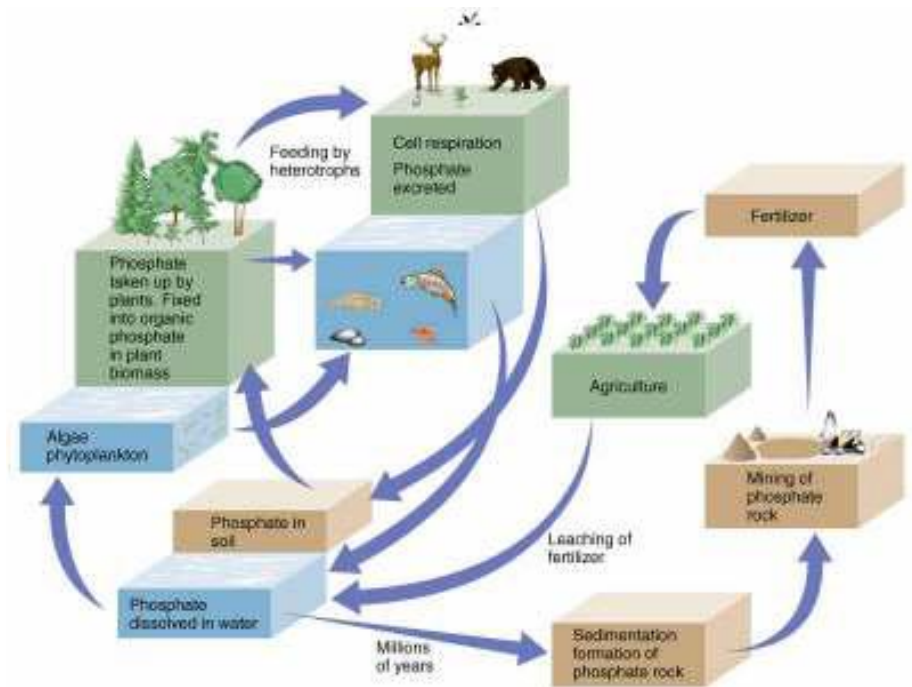 Feeding by
heterotrophs
Cell respiration
Phosphate
excreted
Fertilizer
Phosphate
taken up by
plants. Fixed
into organic
phosphate
in plant
biomass
Agriculture
Algae
phytoplankton
Mining of
phosphate
rock
Phosphate in
soil
Leaching of
fertilizer
Phosphate
dissolved in water
Millions
of years
Sedimentation
formation of
phosphate rock